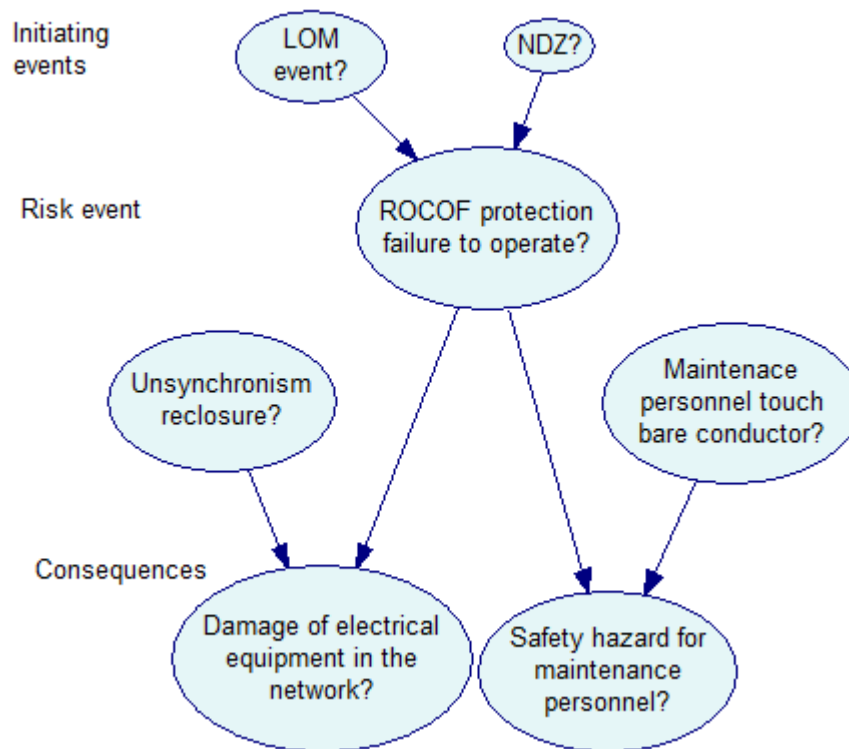 Initiating
events
LOM
event?
NDZ?
Risk event
ROCOF protection
failure to operate?
Unsynchronism
reclosure?
Maintenace
personnel touch
bare conductor?
Consequences
Damage of electrical
equipment in the
network?
Safety hazard for
maintenance
personnel?